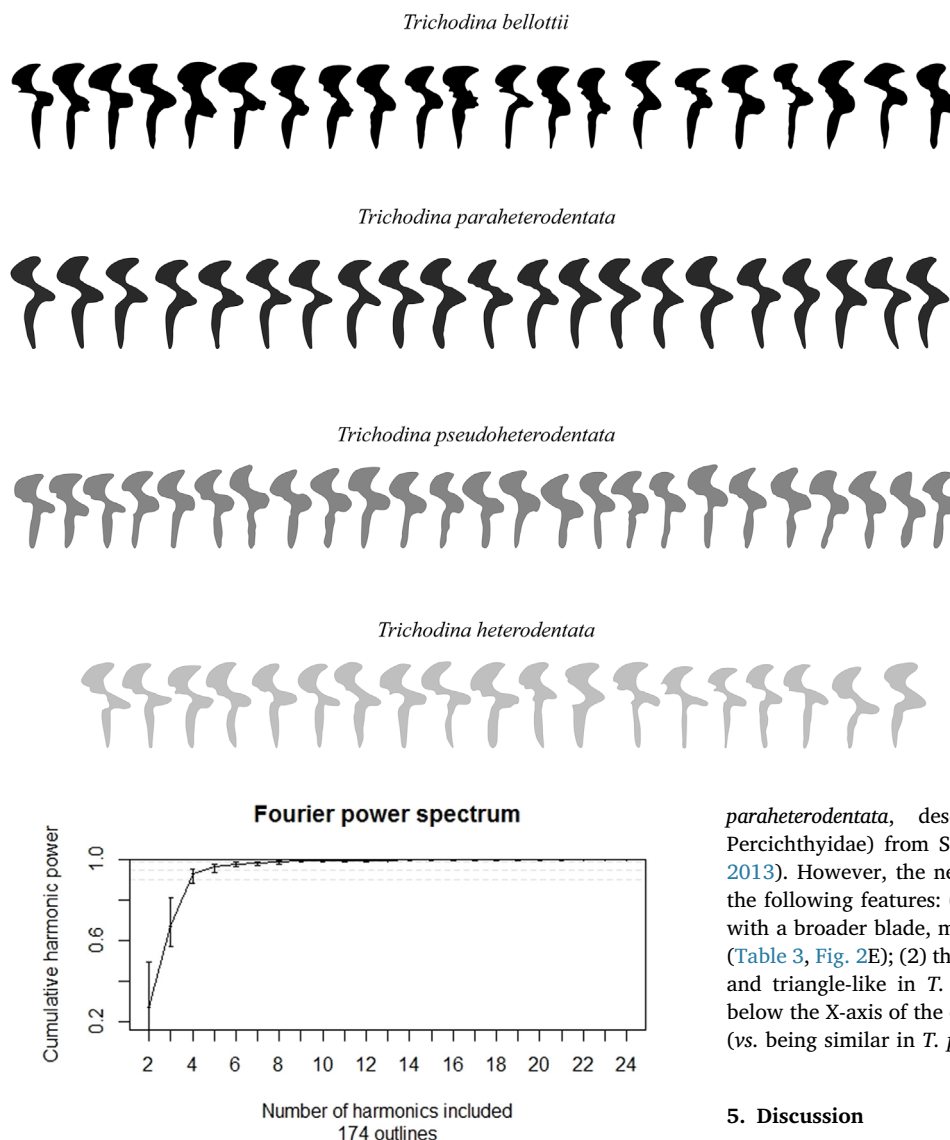 Trichodina bellottii
Trichodina paraheterodentata
Trichodina pseudoheterodentata
Trichodina heterodentata
Fourier power spectrum
Cumulative harmonic power
1.0
0.6
0.2
2 4 6 8 10 12 14 16 18 20 22 24
Number of harmonics included
174 outlines
paraheterodentata, des
Percichthyidae) from S
2013). However, the ne
the following features:
with a broader blade, m
(Table 3, Fig. 2E); (2) th
and triangle-like in T.
below the X-axis of the
(vs. being similar in T. p
5. Discussion